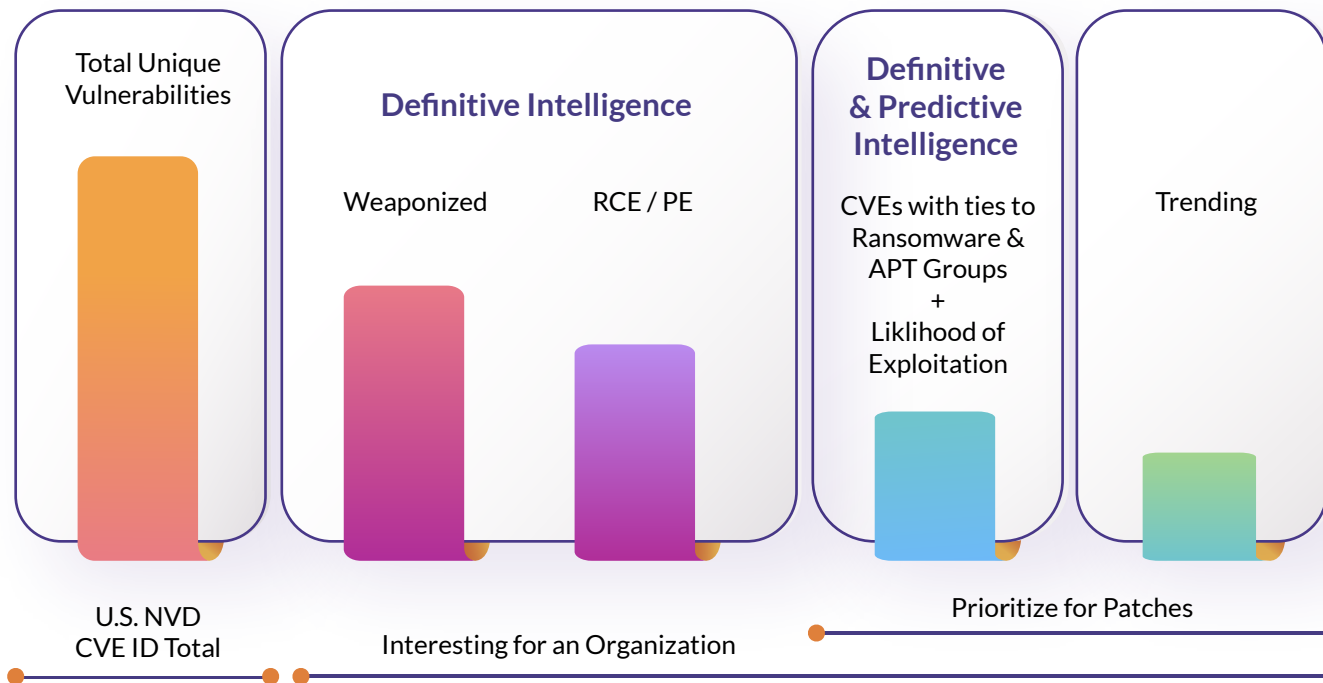 Total Unique
Vulnerabilities
Definitive Intelligence
Weaponized
RCE / PE
Definitive
& Predictive
Intelligence
CVEs with ties to
Ransomware &
APT Groups
+
Liklihood of
Exploitation
Trending
U.S. NVD
CVE ID Total
Interesting for an Organization
Prioritize for Patches